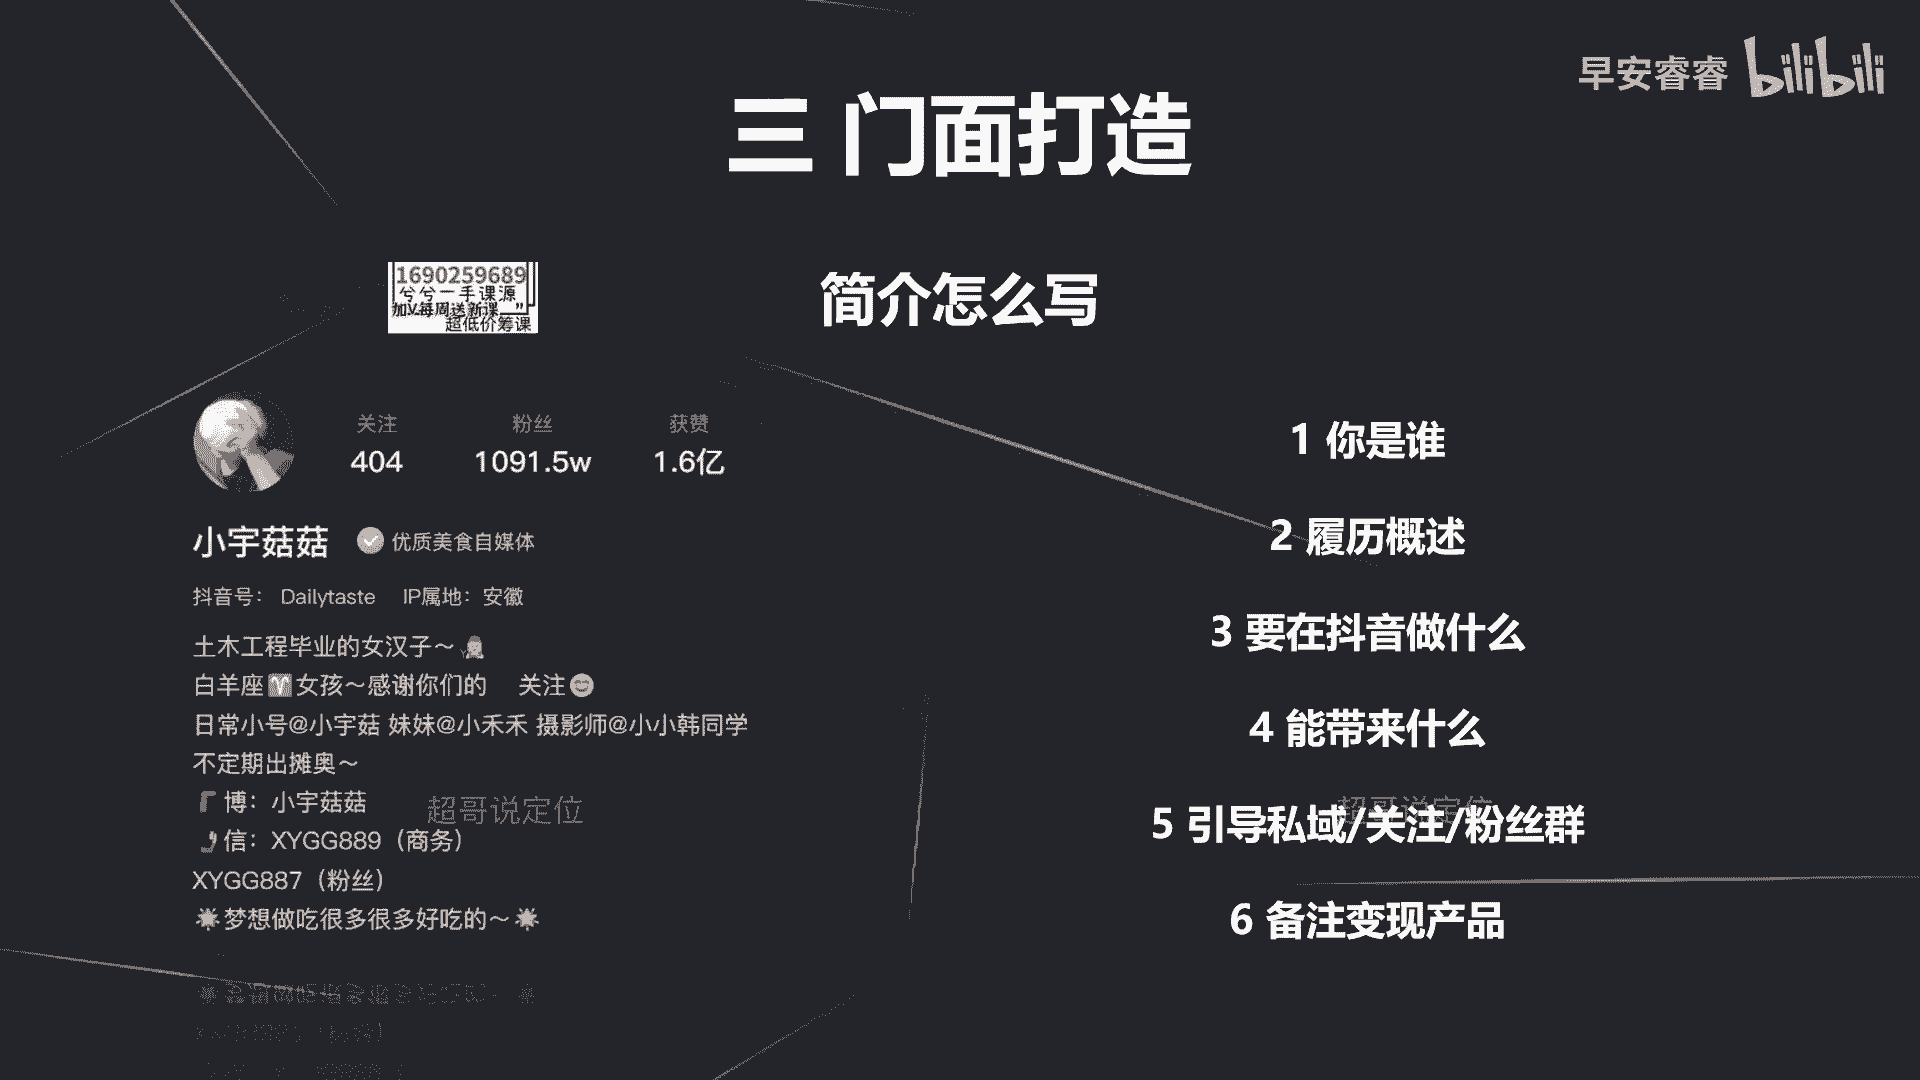 早安睿睿 bilibili
三 门面打造
1690259689
兮兮一手课源
加V每周送新课
超低价筹课
简介怎么写
关注 粉丝 获赞
404 1091.5w 1.6亿
小宇菇菇 优质美食自媒体
抖音号: Dailytaste IP属地: 安徽
土木工程毕业的女汉子～
白羊座♈女孩～感谢你们的 关注😊
日常小号@小宇菇 妹妹@小禾禾 摄影师@小小韩同学
不定期出摊奥～
博: 小宇菇菇
信: XYGG889（商务）
XYGG887（粉丝）
梦想做吃很多很多好吃的～
超哥说定位
1 你是谁
2 履历概述
3 要在抖音做什么
4 能带来什么
超哥说定位
5 引导私域/关注/粉丝群
6 备注变现产品